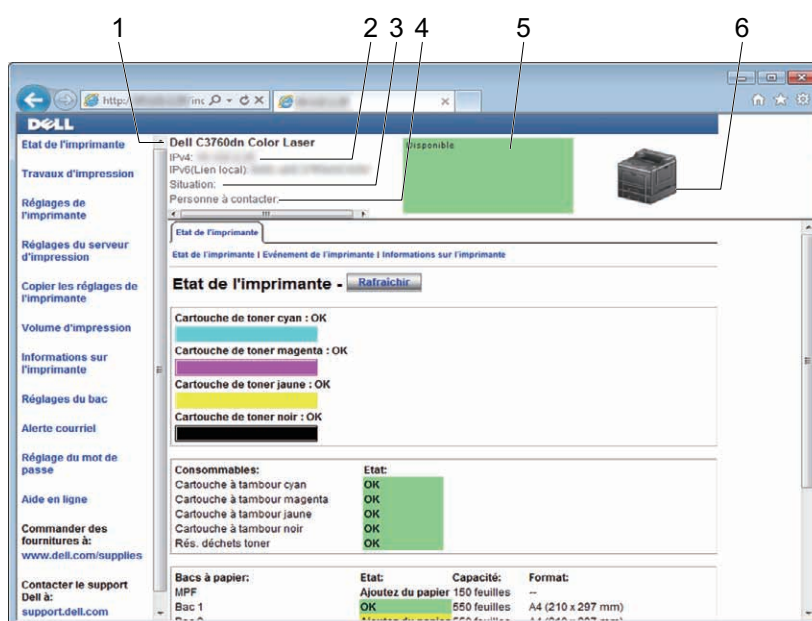 1 2 3 4 5 6
http:/
DELL
Etat de l'imprimante
Travaux d'impression
Réglages de
l'imprimante
Réglages du serveur
d'impression
Copier les réglages de
l'imprimante
Volume d'impression
Informations sur
l'imprimante
Réglages du bac
Alerte courriel
Réglage du mot de
passe
Aide en ligne
Commander des
fournitures à:
www.dell.com/supplies
Contacter le support
Dell à:
support.dell.com
Dell C3760dn Color Laser
IPv4:
IPv6(Lien local):
Situation:
Personne à contacter:
Disponible
Etat de l'imprimante
Etat de l'imprimante | Evénement de l'imprimante | Informations sur l'imprimante
Etat de l'imprimante - Rafraîchir
Cartouche de toner cyan : OK
Cartouche de toner magenta : OK
Cartouche de toner jaune : OK
Cartouche de toner noir : OK
Consommables: Etat:
Cartouche à tambour cyan OK
Cartouche à tambour magenta OK
Cartouche à tambour jaune OK
Cartouche à tambour noir OK
Rés. déchets toner OK
Bacs à papier: Etat: Capacité: Format:
MPF Ajoutez du papier 150 feuilles --
Bac 1 OK 550 feuilles A4 (210 x 297 mm)